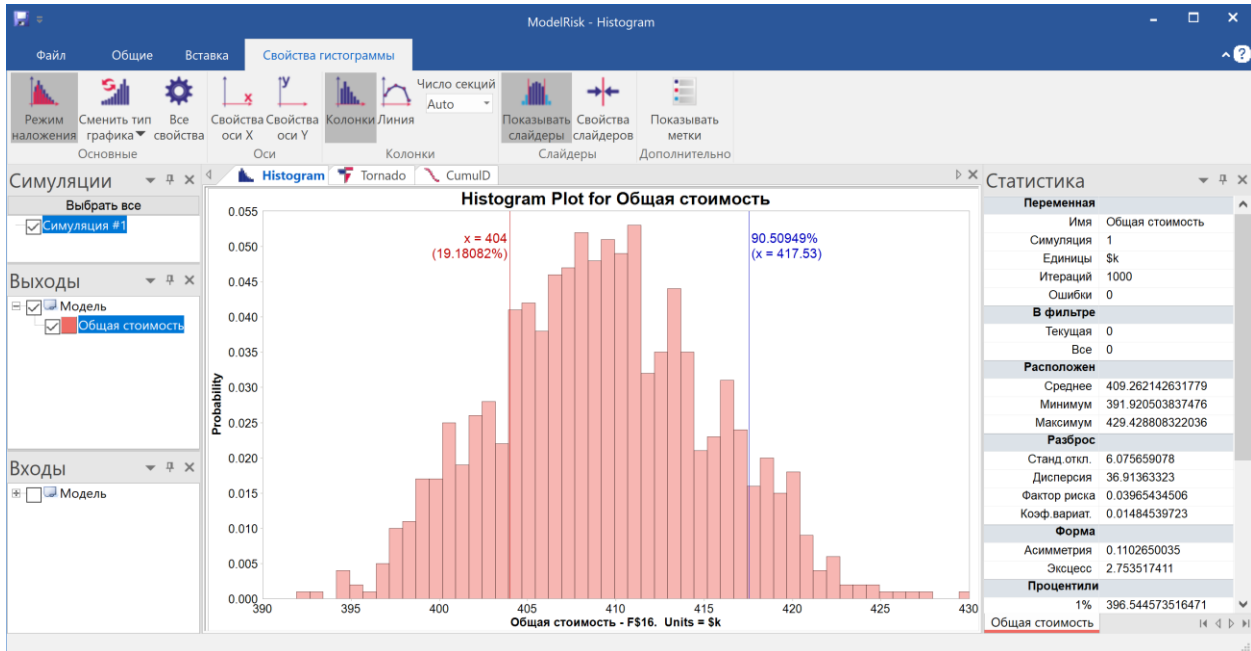 ModelRisk - Histogram
Файл Общие Вставка Свойства гистограммы
Режим наложения
Сменить тип графика
Все свойства
Основные
Свойства оси X
Свойства оси Y
Оси
Колонки
Линия
Число секций
Auto
Колонки
Показывать слайдеры
Свойства слайдеров
Слайдеры
Показывать метки
Дополнительно
Симуляции
Выбрать все
Симуляция #1
Выходы
Модель
Общая стоимость
Входы
Модель
Histogram Tornado CumulD
Histogram Plot for Общая стоимость
x = 404
(19.18082%)
90.50949%
(x = 417.53)
Probability
0.055
0.050
0.045
0.040
0.035
0.030
0.025
0.020
0.015
0.010
0.005
0.000
390 395 400 405 410 415 420 425 430
Общая стоимость - F$16. Units = $k
Статистика
Переменная
Имя Общая стоимость
Симуляция 1
Единицы $k
Итераций 1000
Ошибки 0
В фильтре
Текущая 0
Все 0
Расположен
Среднее 409.262142631779
Минимум 391.920503837476
Максимум 429.428808322036
Разброс
Станд.откл. 6.075659078
Дисперсия 36.91363323
Фактор риска 0.03965434506
Коэф.вариат. 0.01484539723
Форма
Асимметрия 0.1102650035
Эксцесс 2.753517411
Процентили
1% 396.544573516471
Общая стоимость